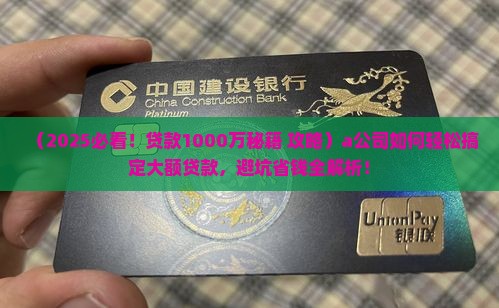 中国建设银行
China Construction Bank
Platinum
（2025必看！贷款1000万秘籍 攻略）a公司如何轻松搞
定大额贷款，避坑省钱全解析！
UnionPay
银联